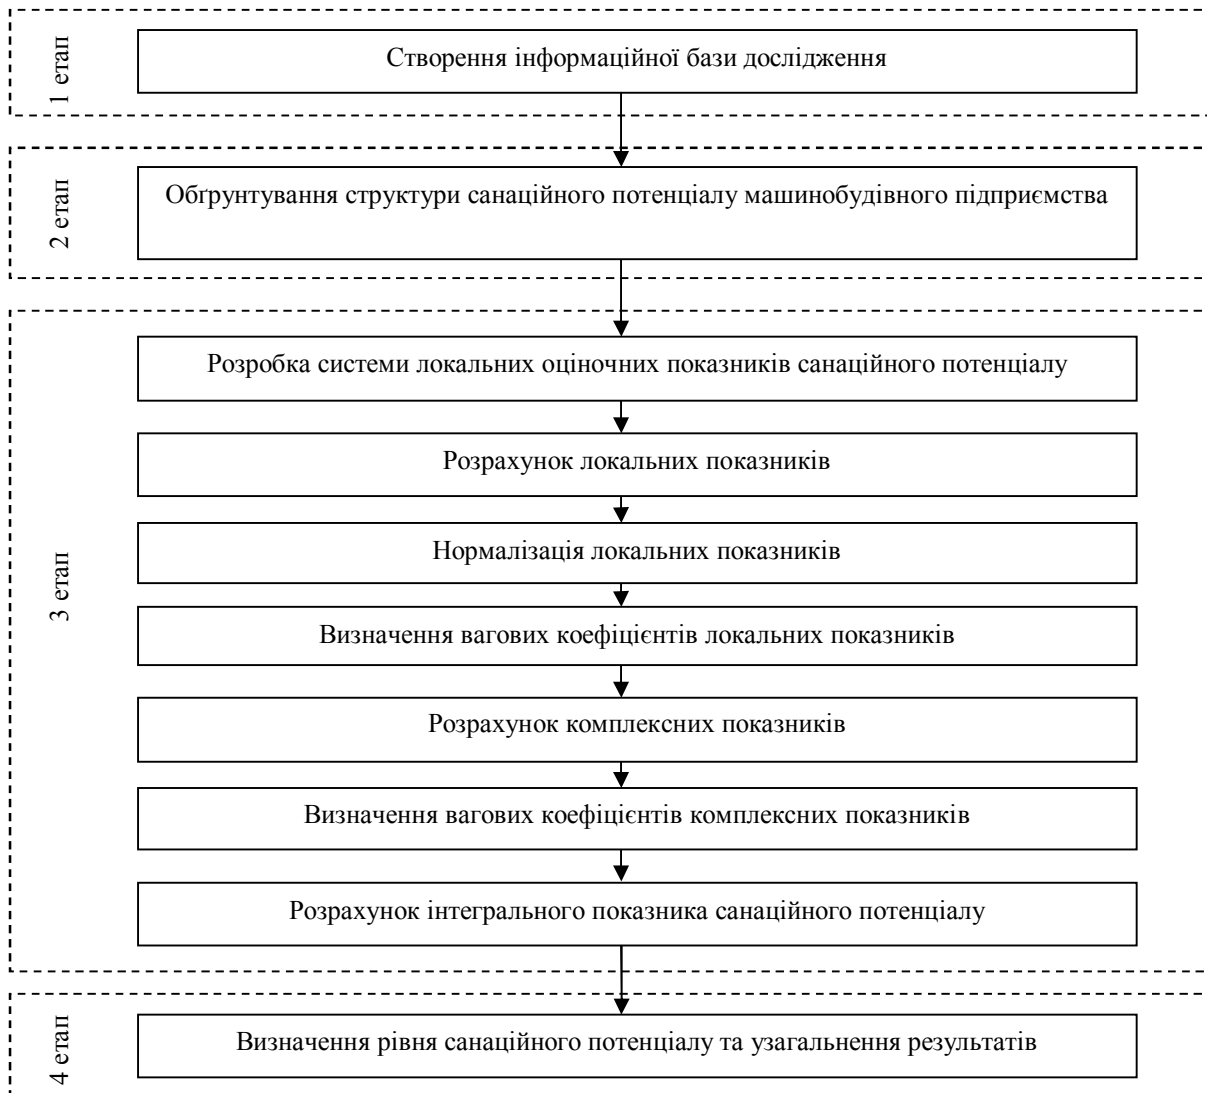 1 етап
Створення інформаційної бази дослідження
2 етап
Обґрунтування структури санаційного потенціалу машинобудівного підприємства
3 етап
Розробка системи локальних оціночних показників санаційного потенціалу
Розрахунок локальних показників
Нормалізація локальних показників
Визначення вагових коефіцієнтів локальних показників
Розрахунок комплексних показників
Визначення вагових коефіцієнтів комплексних показників
Розрахунок інтегрального показника санаційного потенціалу
4 етап
Визначення рівня санаційного потенціалу та узагальнення результатів